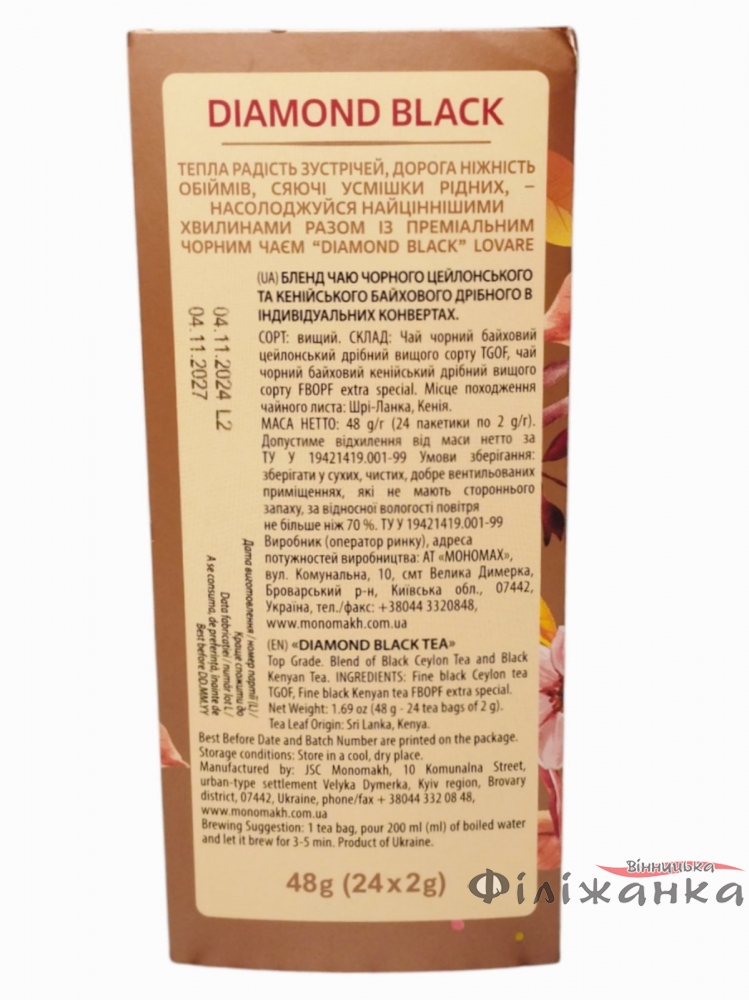 DIAMOND BLACK
ТЕПЛА РАДІСТЬ ЗУСТРІЧЕЙ, ДОРОГА НІЖНІСТЬ
ОБІЙМІВ, СЯЮЧІ УСМІШКИ РІДНИХ, –
НАСОЛОДЖУЙСЯ НАЙЦІННІШИМИ
ХВИЛИНАМИ РАЗОМ ІЗ ПРЕМІАЛЬНИМ
ЧОРНИМ ЧАЄМ “DIAMOND BLACK” LOVARE
(UA) БЛЕНД ЧАЮ ЧОРНОГО ЦЕЙЛОНСЬКОГО
ТА КЕНІЙСЬКОГО БАЙХОВОГО ДРІБНОГО В
ІНДИВІДУАЛЬНИХ КОНВЕРТАХ.
СОРТ: вищий. СКЛАД: Чай чорний байховий
цейлонський дрібний вищого сорту TGOF, чай
чорний байховий кенійський дрібний вищого
сорту FBOPF extra special. Місце походження
чайного листа: Шрі-Ланка, Кенія.
МАСА НЕТТО: 48 g/г (24 пакетики по 2 g/г).
Допустиме відхилення від маси нетто за
ТУ У 19421419.001-99 Умови зберігання:
зберігати у сухих, чистих, добре вентильованих
приміщеннях, які не мають стороннього
запаху, за відносної вологості повітря
не більше ніж 70 %. ТУ У 19421419.001-99
Виробник (оператор ринку), адреса
потужностей виробництва: АТ «МОНОМАХ»,
вул. Комунальна, 10, смт Велика Димерка,
Броварський р-н, Київська обл., 07442,
Україна, тел./факс: +38044 3320848,
www.monomakh.com.ua
04.11.2024 L2
04.11.2027
Дата виготовлення / номер партії (L) /
Краще спожити до
Data fabricatiei / număr lot L /
A se consuma, de preferință, înainte de
Best before DD.MM.YY
(EN) «DIAMOND BLACK TEA»
Top Grade. Blend of Black Ceylon Tea and Black
Kenyan Tea. INGREDIENTS: Fine black Ceylon tea
TGOF, Fine black Kenyan tea FBOPF extra special.
Net Weight: 1.69 oz (48 g - 24 tea bags of 2 g).
Tea Leaf Origin: Sri Lanka, Kenya.
Best Before Date and Batch Number are printed on the package.
Storage conditions: Store in a cool, dry place.
Manufactured by: JSC Monomakh, 10 Komunalna Street,
urban-type settlement Velyka Dymerka, Kyiv region, Brovary
district, 07442, Ukraine, phone/fax + 38044 332 08 48,
www.monomakh.com.ua
Brewing Suggestion: 1 tea bag, pour 200 ml (ml) of boiled water
and let it brew for 3-5 min. Product of Ukraine.
48g (24x2g)
Вінницька
Філіжанка